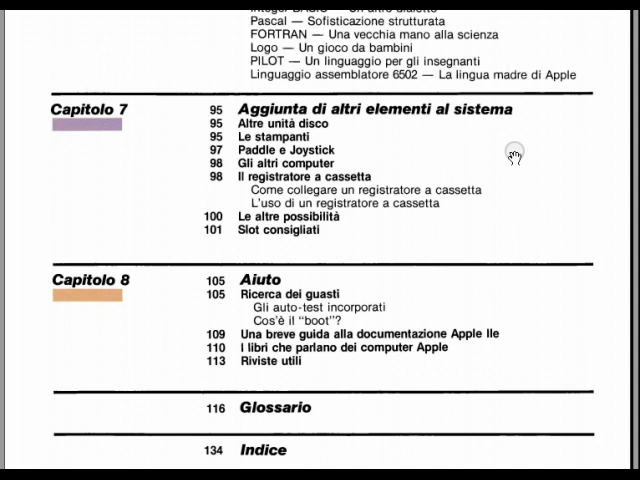 Pascal — Sofisticazione strutturata
FORTRAN — Una vecchia mano alla scienza
Logo — Un gioco da bambini
PILOT — Un linguaggio per gli insegnanti
Linguaggio assemblatore 6502 — La lingua madre di Apple
Capitolo 7
95 Aggiunta di altri elementi al sistema
95 Altre unità disco
95 Le stampanti
97 Paddle e Joystick
98 Gli altri computer
98 Il registratore a cassetta
Come collegare un registratore a cassetta
L'uso di un registratore a cassetta
100 Le altre possibilità
101 Slot consigliati
Capitolo 8
105 Aiuto
105 Ricerca dei guasti
Gli auto-test incorporati
Cos'è il "boot"?
109 Una breve guida alla documentazione Apple IIe
110 I libri che parlano dei computer Apple
113 Riviste utili
116 Glossario
134 Indice